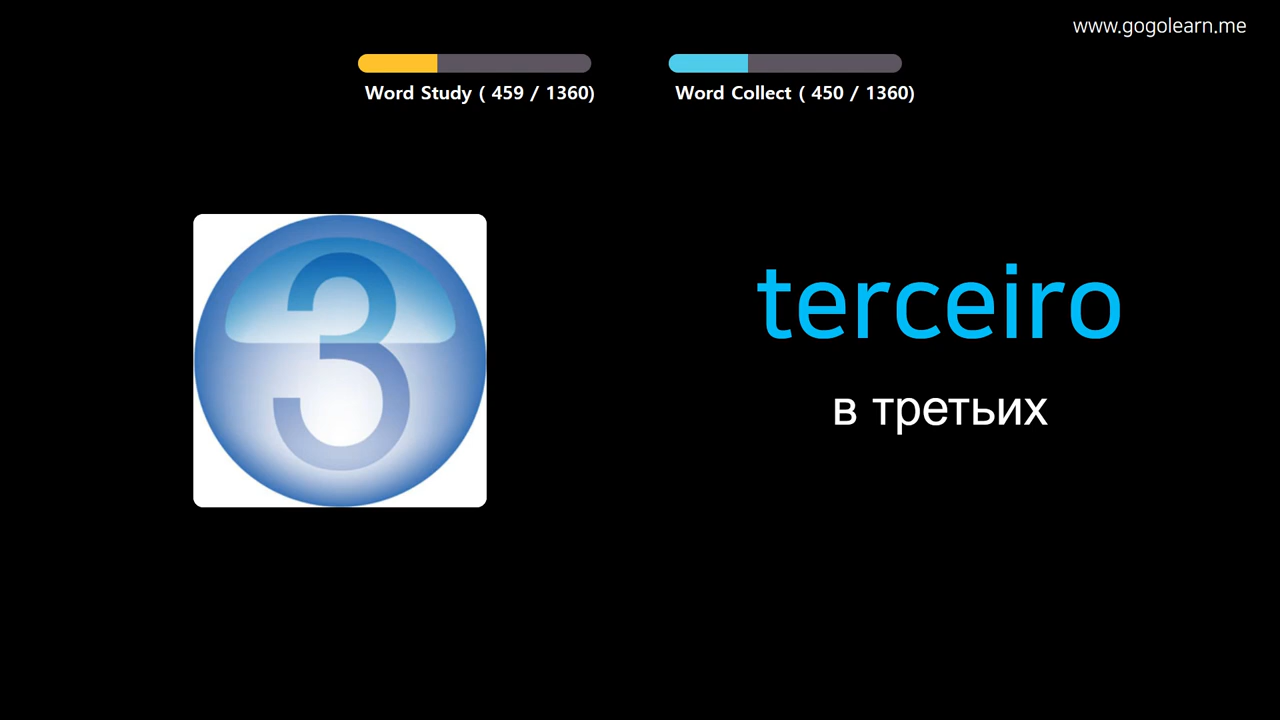 www.gogolearn.me
Word Study ( 459 / 1360)
Word Collect ( 450 / 1360)
3
terceiro
в третьих